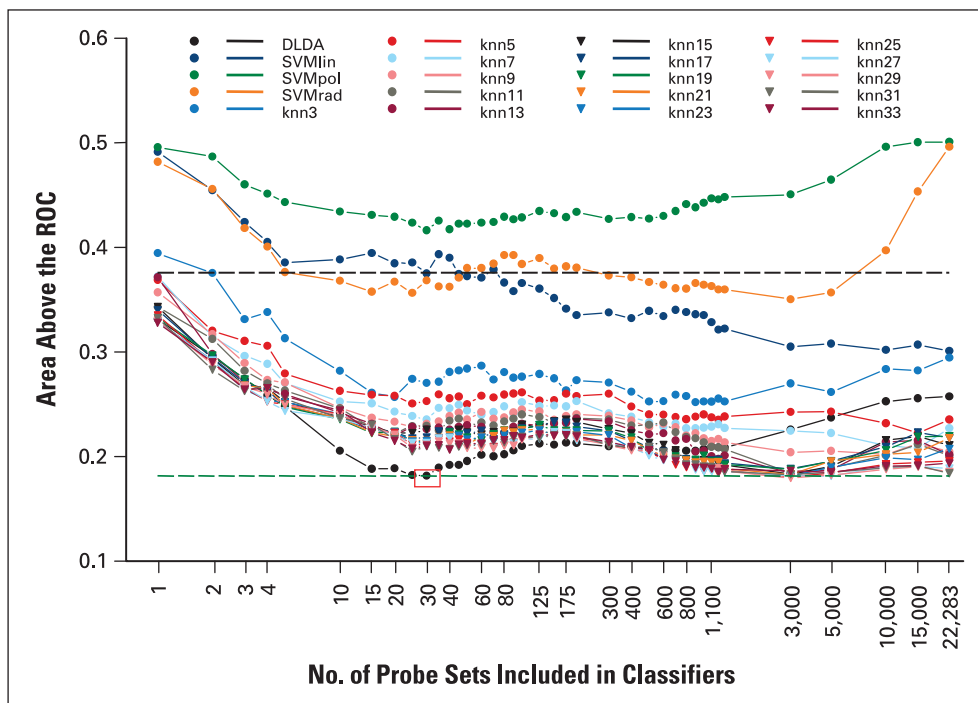 0.6
0.5
0.4
0.3
0.2
0.1
Area Above the ROC
DLDA
SVMlin
SVMpol
SVMrad
knn3
knn5
knn7
knn9
knn11
knn13
knn15
knn17
knn19
knn21
knn23
knn25
knn27
knn29
knn31
knn33
1
2
3
4
10
15
20
30
40
60
80
125
175
300
400
600
800
1,100
3,000
5,000
10,000
15,000
22,283
No. of Probe Sets Included in Classifiers